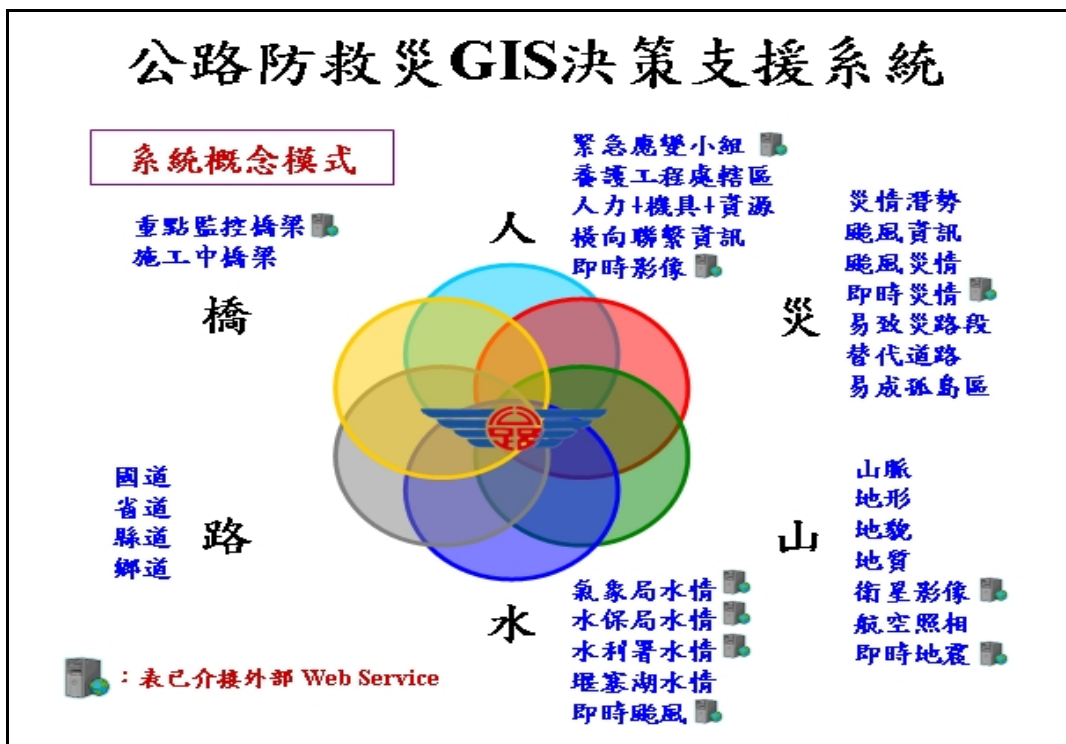 公路防救災GIS決策支援系統
系統概念模式
重點監控橋梁
施工中橋梁
橋
人
緊急應變小組
養護工程處轄區
人力+機具+資源
橫向聯繫資訊
即時影像
災
災情潛勢
颱風資訊
颱風災情
即時災情
易致災路段
替代道路
易成孤島區
國道
省道
縣道
鄉道
路
山
山脈
地形
地貌
地質
衛星影像
航空照相
即時地震
水
氣象局水情
水保局水情
水利署水情
堰塞湖水情
即時颱風
路
：表已介接外部 Web Service